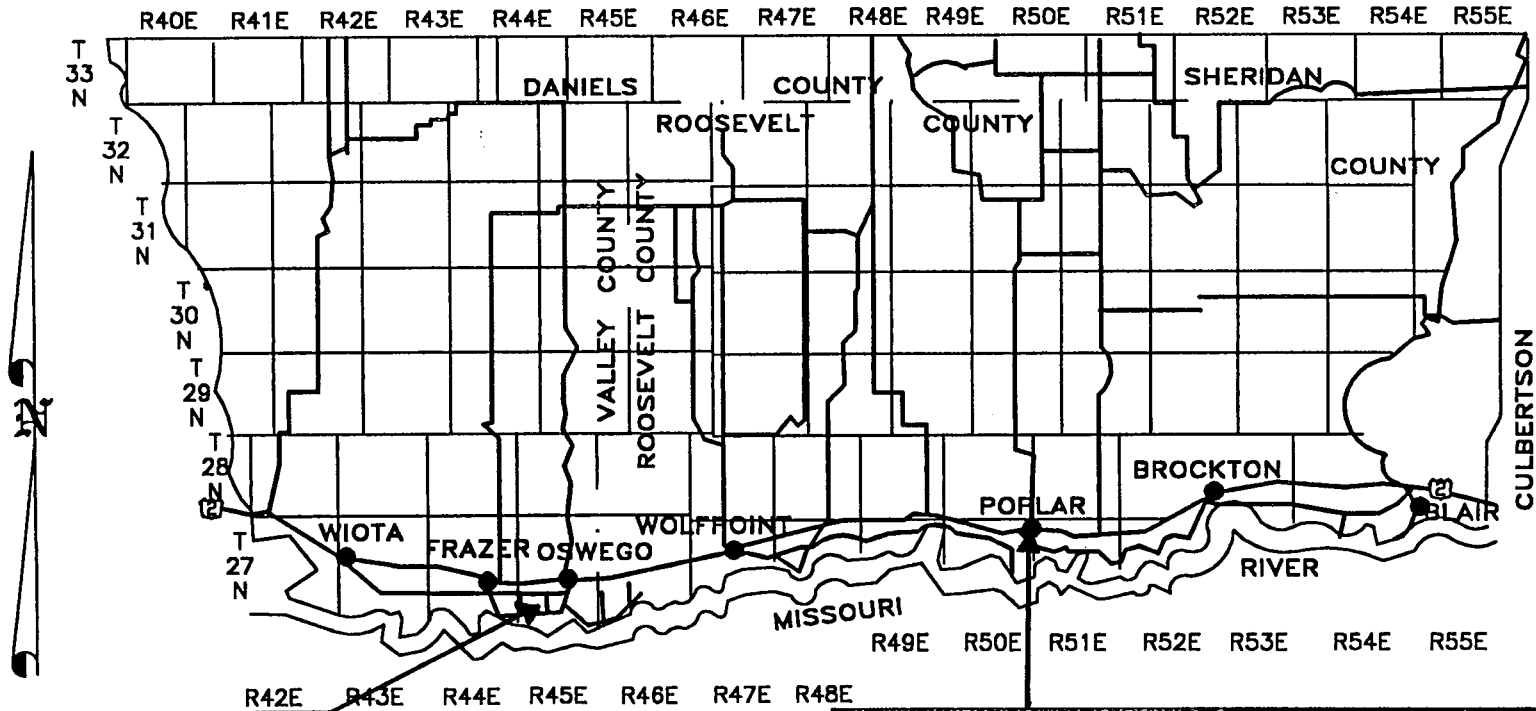 R40E R41E R42E R43E R44E R45E R46E R47E R48E R49E R50E R51E R52E R53E R54E R55E
T
33
N
DANIELS COUNTY SHERIDAN
ROOSEVELT COUNTY
COUNTY
T
32
N
T
31
N
VALLEY COUNTY
ROOSEVELT COUNTY
T
30
N
T
29
N
N
CULBERTSON
T
28
N
2
BROCKTON
2
POPLAR
BLAIR
WIOTA
FRAZER
OSWEGO
WOLFPOINT
T
27
N
RIVER
MISSOURI
R49E R50E R51E R52E R53E R54E R55E
R42E R43E R44E R45E R46E R47E R48E